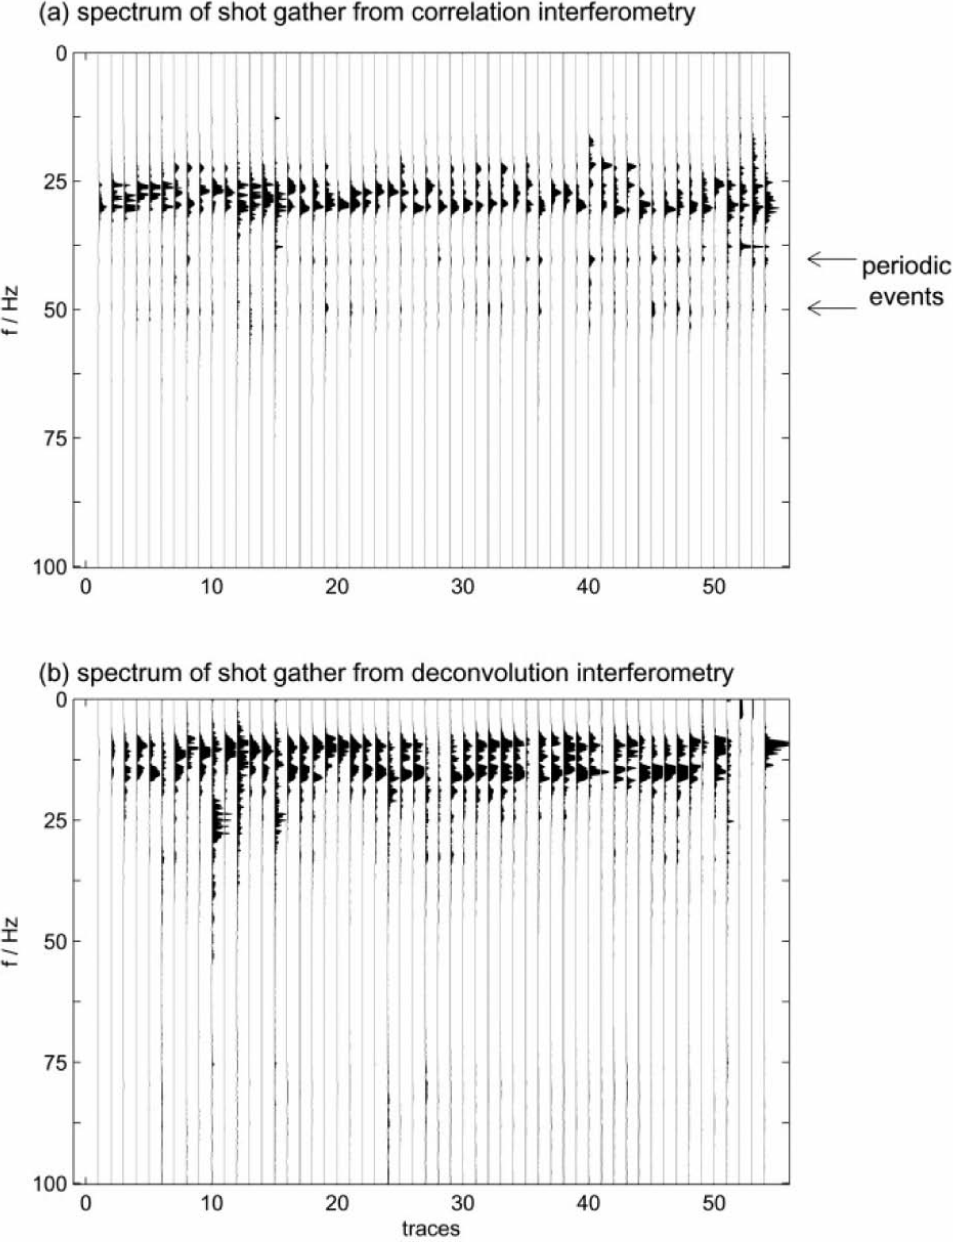 (a) spectrum of shot gather from correlation interferometry
0
25
50
75
100
f / Hz
0 10 20 30 40 50
periodic
events
(b) spectrum of shot gather from deconvolution interferometry
0
25
50
75
100
f / Hz
0 10 20 30 40 50
traces